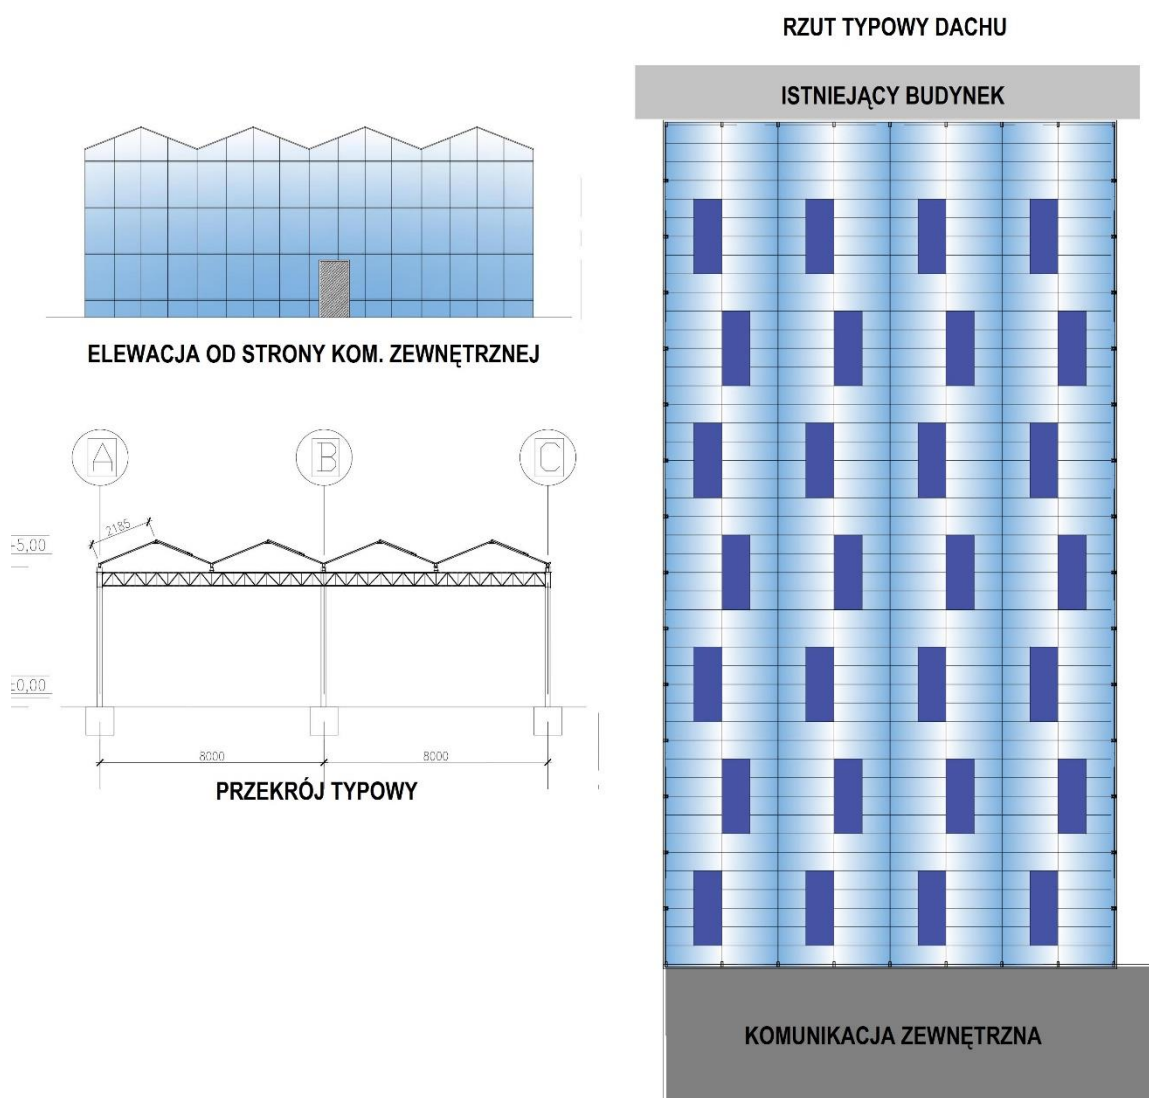 RZUT TYPOWY DACHU
ISTNIEJĄCY BUDYNEK
ELEWACJA OD STRONY KOM. ZEWNĘTRZNEJ
A
B
C
2185
5,00
±0,00
8000
8000
PRZEKRÓJ TYPOWY
KOMUNIKACJA ZEWNĘTRZNA